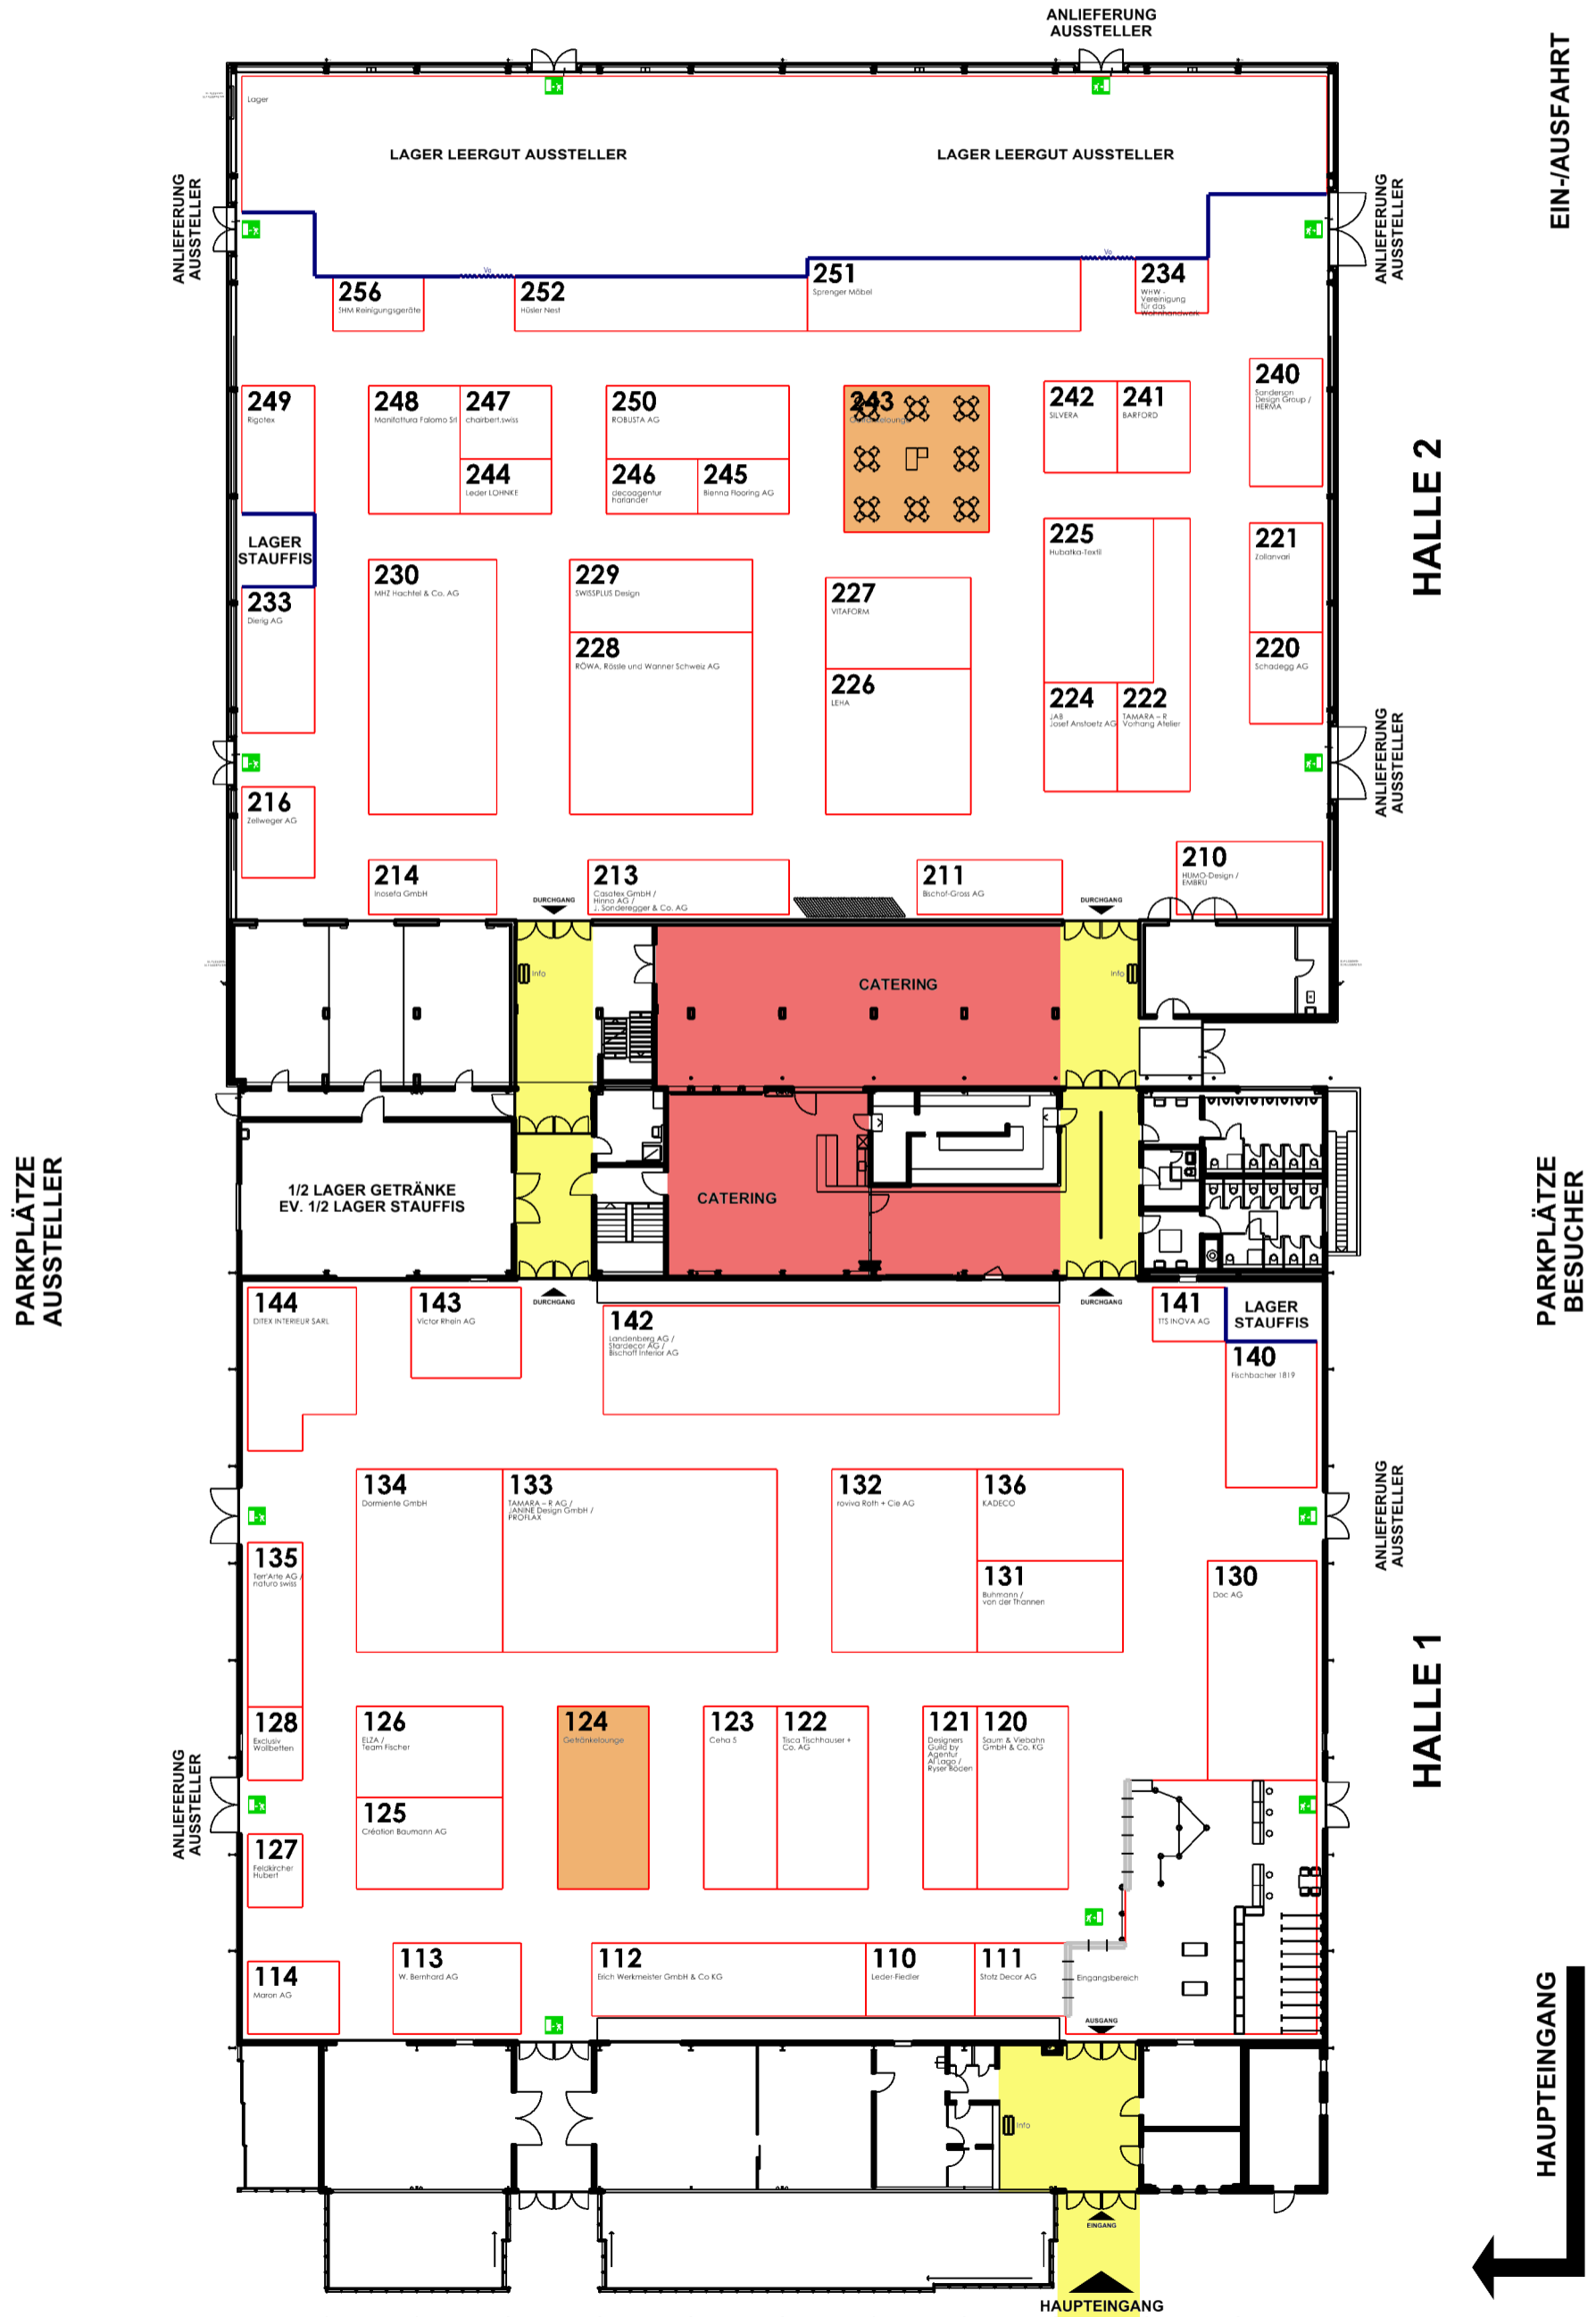 ANLIEFERUNG
AUSSTELLER
EIN-/AUSFAHRT
Lager
LAGER LEERGUT AUSSTELLER
LAGER LEERGUT AUSSTELLER
ANLIEFERUNG
AUSSTELLER
ANLIEFERUNG
AUSSTELLER
Vo
Vo
256
SHM Reinigungsgeräte
252
Hüsler Nest
251
Sprenger Möbel
234
WHW -
Vereinigung
für das
Wohnhandwerk
249
Rigotex
248
Manifattura Falomo Srl
247
chairbert.swiss
244
Leder LÖHNKE
250
ROBUSTA AG
246
decoagentur
harlander
245
Bienna Flooring AG
243
242
SILVERA
241
BARFORD
240
Sanderson
Design Group /
HERMA
HALLE 2
LAGER
STAUFFIS
233
Dierig AG
230
MHZ Hachtel & Co. AG
229
SWISSPLUS Design
228
RÖWA, Rössle und Wanner Schweiz AG
227
VITAFORM
226
LEHA
225
Hubatka-Textil
224
JAB
Josef Anstoetz AG
222
TAMARA – R
Vorhang Atelier
221
Zollanvari
220
Schadegg AG
ANLIEFERUNG
AUSSTELLER
216
Zellweger AG
214
Inoseta GmbH
213
Casatex GmbH /
Hinno AG /
J. Sonderegger & Co. AG
211
Bischof-Gross AG
210
HUMO-Design /
EMBRU
DURCHGANG
DURCHGANG
Info
Info
CATERING
CATERING
1/2 LAGER GETRÄNKE
EV. 1/2 LAGER STAUFFIS
PARKPLÄTZE
AUSSTELLER
PARKPLÄTZE
BESUCHER
DURCHGANG
DURCHGANG
144
DITEX INTERIEUR SARL
143
Victor Rhein AG
142
Landenberg AG /
Stardecor AG /
Bischoff Interior AG
141
TTS INOVA AG
LAGER
STAUFFIS
140
Fischbacher 1819
134
Dormiente GmbH
133
TAMARA – R AG /
JANINE Design GmbH /
PROFLAX
132
roviva Roth + Cie AG
136
KADECO
131
Buhmann /
von der Thannen
130
Doc AG
ANLIEFERUNG
AUSSTELLER
135
Terr'Arte AG /
naturo swiss
128
Exclusiv
Wollbetten
126
ELZA /
Team Fischer
125
Création Baumann AG
124
Getränkelounge
123
Ceha 5
122
Tisca Tischhauser +
Co. AG
121
Designers
Guild by
Agentur
Al Lago /
Ryser Böden
120
Saum & Viebahn
GmbH & Co. KG
HALLE 1
ANLIEFERUNG
AUSSTELLER
127
Feldkircher
Hubert
114
Maron AG
113
W. Bernhard AG
112
Erich Werkmeister GmbH & Co KG
110
Leder-Fiedler
111
Stotz Decor AG
Eingangsbereich
AUSGANG
Info
EINGANG
HAUPTEINGANG
HAUPTEINGANG